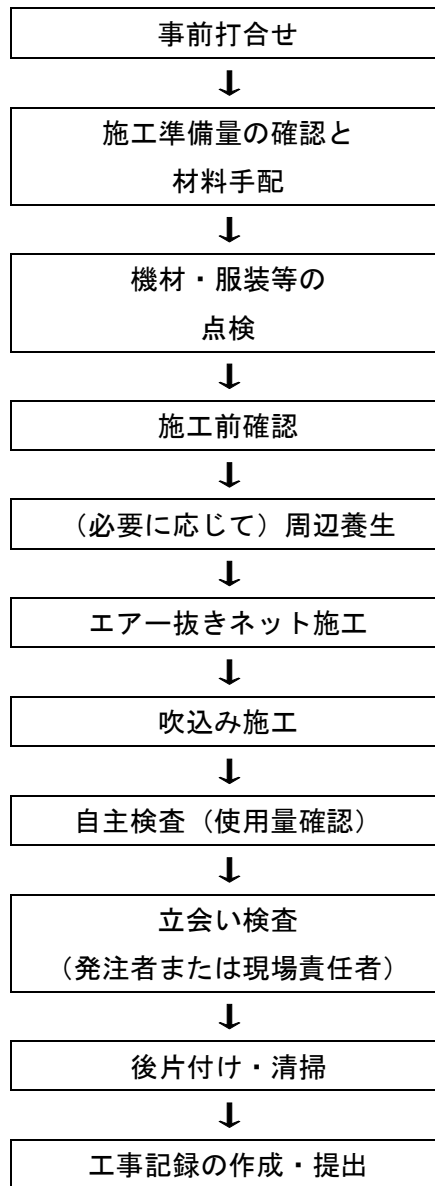 事前打合せ
施工準備量の確認と
材料手配
機材・服装等の
点検
施工前確認
（必要に応じて）周辺養生
エアー抜きネット施工
吹込み施工
自主検査（使用量確認）
立会い検査
（発注者または現場責任者）
後片付け・清掃
工事記録の作成・提出